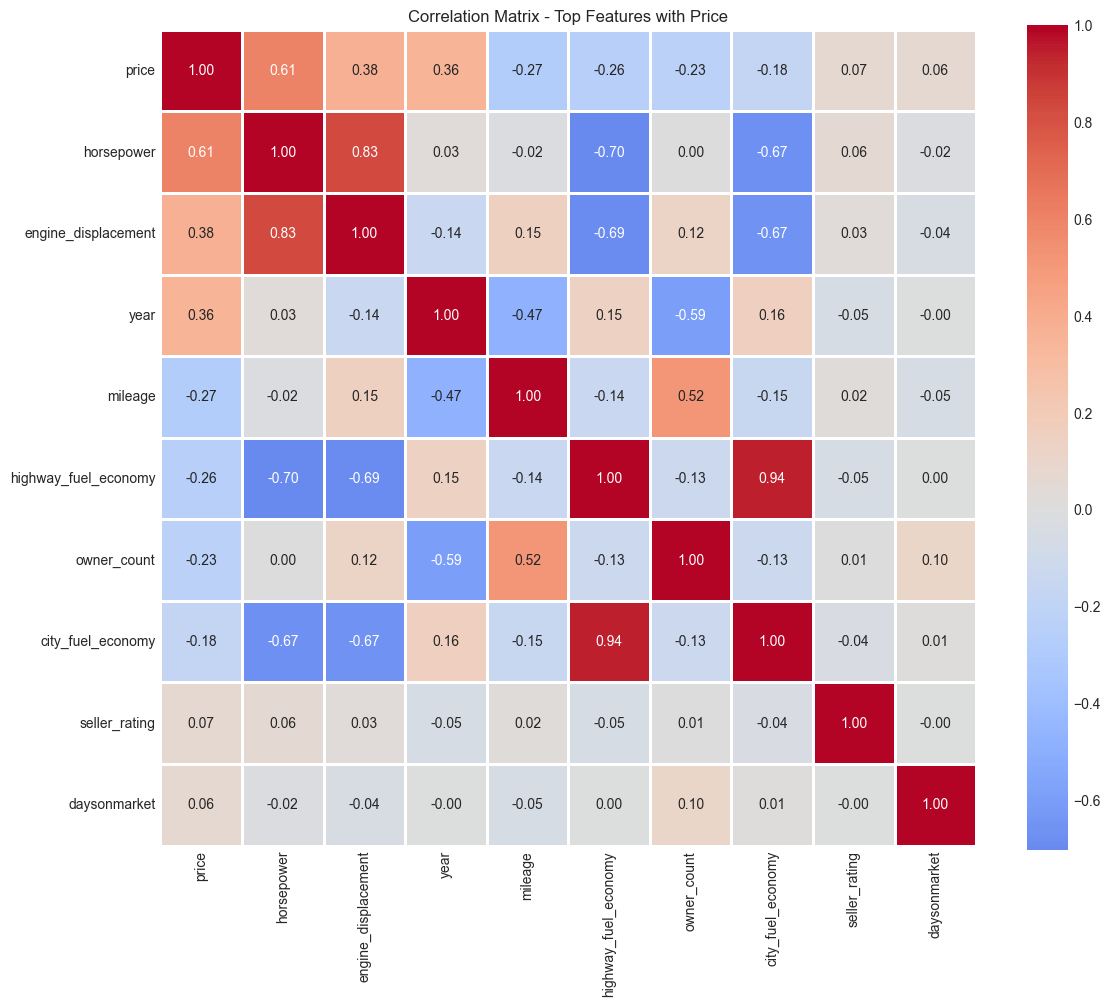 Correlation Matrix - Top Features with Price
price 1.00 0.61 0.38 0.36 -0.27 -0.26 -0.23 -0.18 0.07 0.06
horsepower 0.61 1.00 0.83 0.03 -0.02 -0.70 0.00 -0.67 0.06 -0.02
engine_displacement 0.38 0.83 1.00 -0.14 0.15 -0.69 0.12 -0.67 0.03 -0.04
year 0.36 0.03 -0.14 1.00 -0.47 0.15 -0.59 0.16 -0.05 -0.00
mileage -0.27 -0.02 0.15 -0.47 1.00 -0.14 0.52 -0.15 0.02 -0.05
highway_fuel_economy -0.26 -0.70 -0.69 0.15 -0.14 1.00 -0.13 0.94 -0.05 0.00
owner_count -0.23 0.00 0.12 -0.59 0.52 -0.13 1.00 -0.13 0.01 0.10
city_fuel_economy -0.18 -0.67 -0.67 0.16 -0.15 0.94 -0.13 1.00 -0.04 0.01
seller_rating 0.07 0.06 0.03 -0.05 0.02 -0.05 0.01 -0.04 1.00 -0.00
daysonmarket 0.06 -0.02 -0.04 -0.00 -0.05 0.00 0.10 0.01 -0.00 1.00
price
horsepower
engine_displacement
year
mileage
highway_fuel_economy
owner_count
city_fuel_economy
seller_rating
daysonmarket
1.0
0.8
0.6
0.4
0.2
0.0
−0.2
−0.4
−0.6